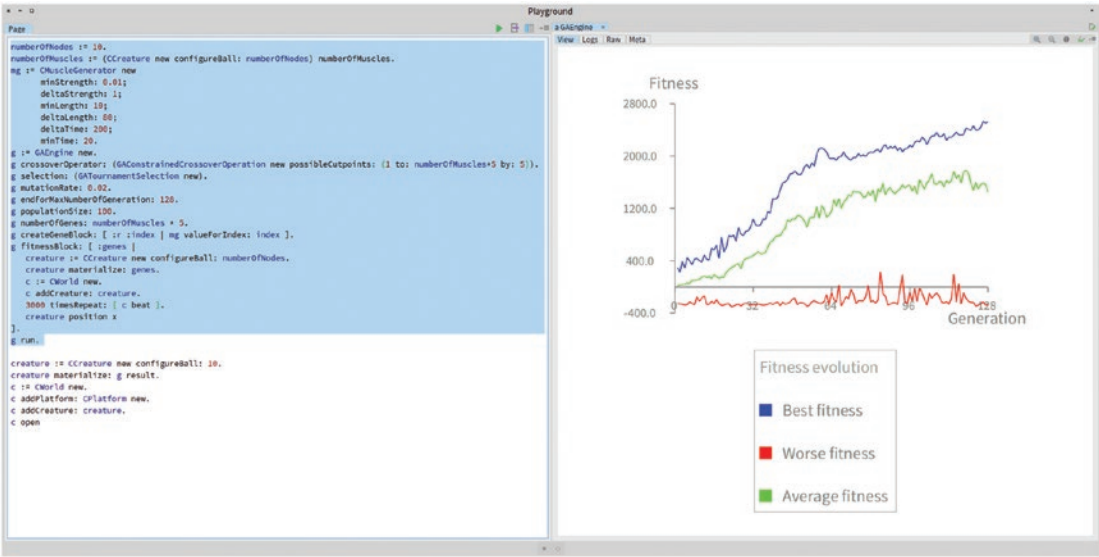 Playground
Page
numberOfNodes := 10.
numberOfMuscles := (CCreature new configureBall: numberOfNodes) numberOfMuscles.
mg := CMuscleGenerator new
minStrength: 0.01;
deltaStrength: 1;
minLength: 10;
deltaLength: 80;
deltaTime: 200;
minTime: 20.
g := GAEngine new.
g crossoverOperator: (GAConstrainedCrossoverOperation new possibleCutpoints: (1 to: numberOfMuscles*5 by: 5)).
g selection: (GATournamentSelection new).
g mutationRate: 0.02.
g endForMaxNumberOfGeneration: 128.
g populationSize: 100.
g numberOfGenes: numberOfMuscles * 5.
g createGeneBlock: [ :r :index | mg valueForIndex: index ].
g fitnessBlock: [ :genes |
creature := CCreature new configureBall: numberOfNodes.
creature materialize: genes.
c := CWorld new.
c addCreature: creature.
3000 timesRepeat: [ c beat ].
creature position x
].
g run.
creature := CCreature new configureBall: 10.
creature materialize: g result.
c := CWorld new.
c addPlatform: CPlatform new.
c addCreature: creature.
c open
a GAEngine
View Logs Raw Meta
Fitness
2800.0
2000.0
1200.0
400.0
-400.0
0 32 64 96 128
Generation
Fitness evolution
Best fitness
Worse fitness
Average fitness